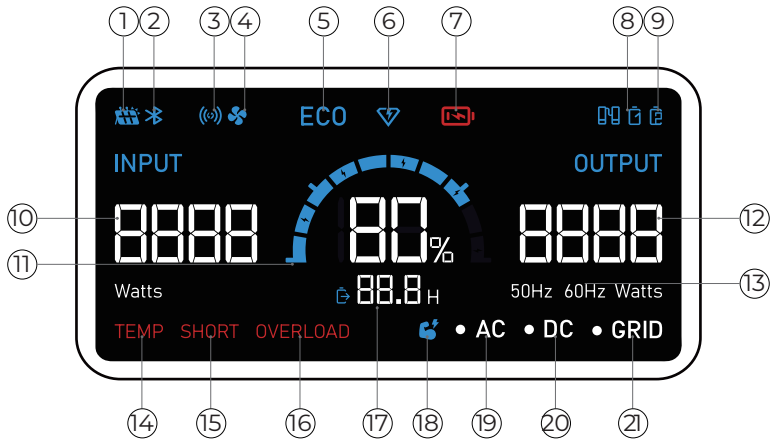 1 2 3 4 5 6 7 8 9
ECO
INPUT OUTPUT
10 8888 80% 8888 12
11 13
Watts 88.8 H 50Hz 60Hz Watts
TEMP SHORT OVERLOAD • AC • DC • GRID
14 15 16 17 18 19 20 21